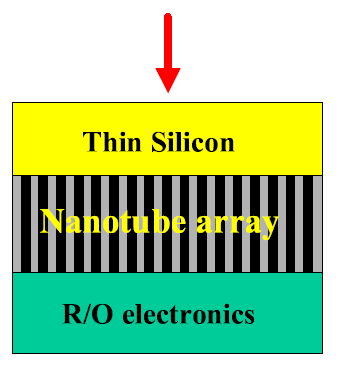 Thin Silicon
Nanotube array
R/O electronics